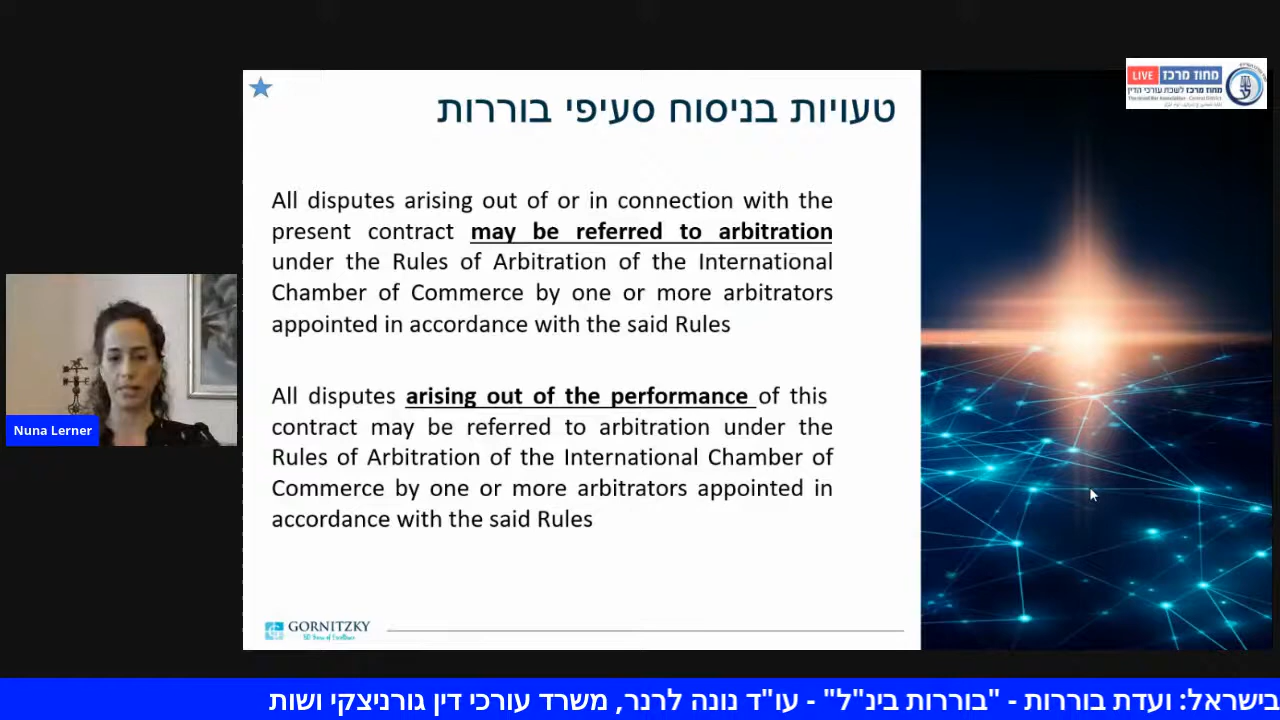 LIVE מחוז מרכז
מחוז מרכז לשכת עורכי הדין
טעויות בניסוח סעיפי בוררות
All disputes arising out of or in connection with the
present contract may be referred to arbitration
under the Rules of Arbitration of the International
Chamber of Commerce by one or more arbitrators
appointed in accordance with the said Rules
All disputes arising out of the performance of this
contract may be referred to arbitration under the
Rules of Arbitration of the International Chamber of
Commerce by one or more arbitrators appointed in
accordance with the said Rules
Nuna Lerner
GORNITZKY
בישראל: ועדת בוררות - "בוררות בינ"ל" - עו"ד נונה לרנר, משרד עורכי דין גורניצקי ושות